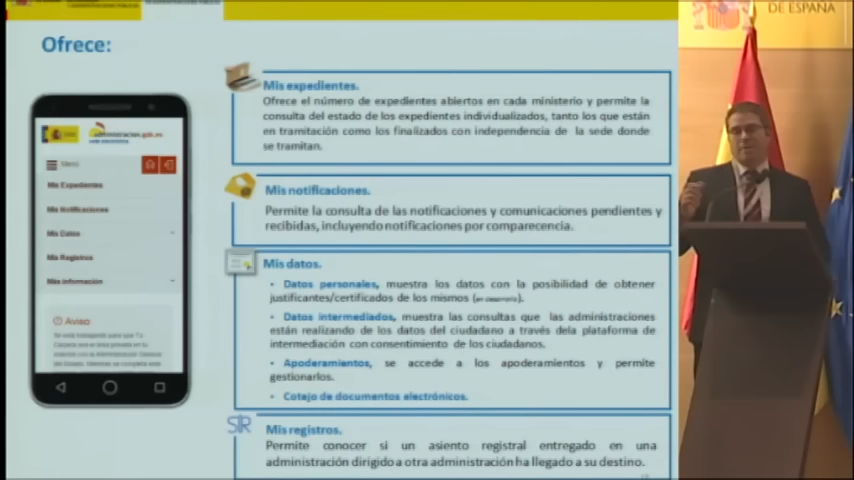 DE ESPAÑA
Ofrece:
administracion.gob.es
Menú
Mis Expedientes
Mis Notificaciones
Mis Datos
Mis Registros
Más información
Aviso
Mis expedientes.
Ofrece el número de expedientes abiertos en cada ministerio y permite la
consulta del estado de los expedientes individualizados, tanto los que están
en tramitación como los finalizados con independencia de la sede donde
se tramitan.
Mis notificaciones.
Permite la consulta de las notificaciones y comunicaciones pendientes y
recibidas, incluyendo notificaciones por comparecencia.
Mis datos.
• Datos personales, muestra los datos con la posibilidad de obtener
justificantes/certificados de los mismos (en desarrollo).
• Datos intermediados, muestra las consultas que las administraciones
están realizando de los datos del ciudadano a través dela plataforma de
intermediación con consentimiento de los ciudadanos.
• Apoderamientos, se accede a los apoderamientos y permite
gestionarlos.
• Cotejo de documentos electrónicos.
SIR
Mis registros.
Permite conocer si un asiento registral entregado en una
administración dirigido a otra administración ha llegado a su destino.